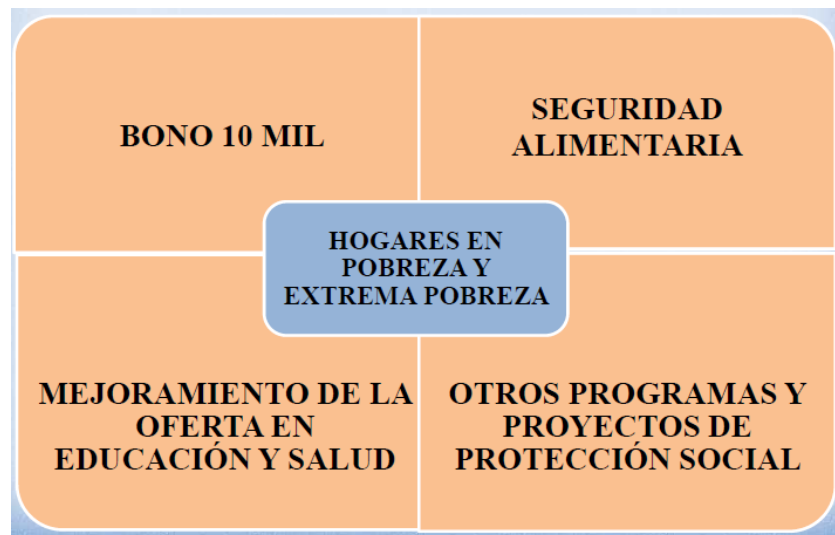 BONO 10 MIL
SEGURIDAD
ALIMENTARIA
HOGARES EN
POBREZA Y
EXTREMA POBREZA
MEJORAMIENTO DE LA
OFERTA EN
EDUCACIÓN Y SALUD
OTROS PROGRAMAS Y
PROYECTOS DE
PROTECCIÓN SOCIAL